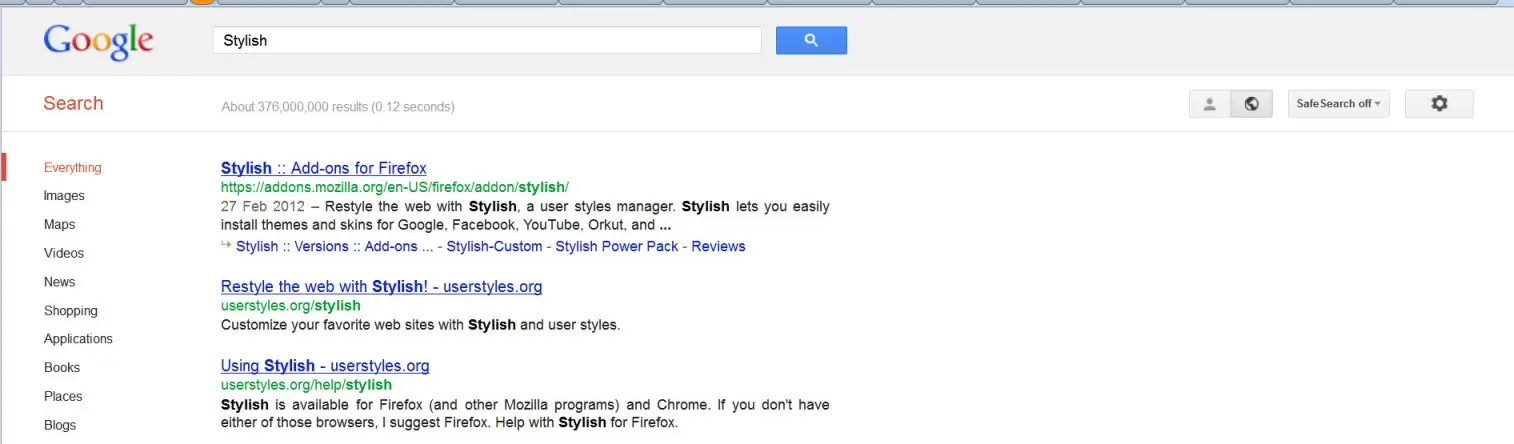 Google
Stylish
Search
About 376,000,000 results (0.12 seconds)
SafeSearch off
Everything
Images
Maps
Videos
News
Shopping
Applications
Books
Places
Blogs
Stylish :: Add-ons for Firefox
https://addons.mozilla.org/en-US/firefox/addon/stylish/
27 Feb 2012 – Restyle the web with Stylish, a user styles manager. Stylish lets you easily
install themes and skins for Google, Facebook, YouTube, Orkut, and ...
Stylish :: Versions :: Add-ons ... - Stylish-Custom - Stylish Power Pack - Reviews
Restyle the web with Stylish! - userstyles.org
userstyles.org/stylish
Customize your favorite web sites with Stylish and user styles.
Using Stylish - userstyles.org
userstyles.org/help/stylish
Stylish is available for Firefox (and other Mozilla programs) and Chrome. If you don't have
either of those browsers, I suggest Firefox. Help with Stylish for Firefox.